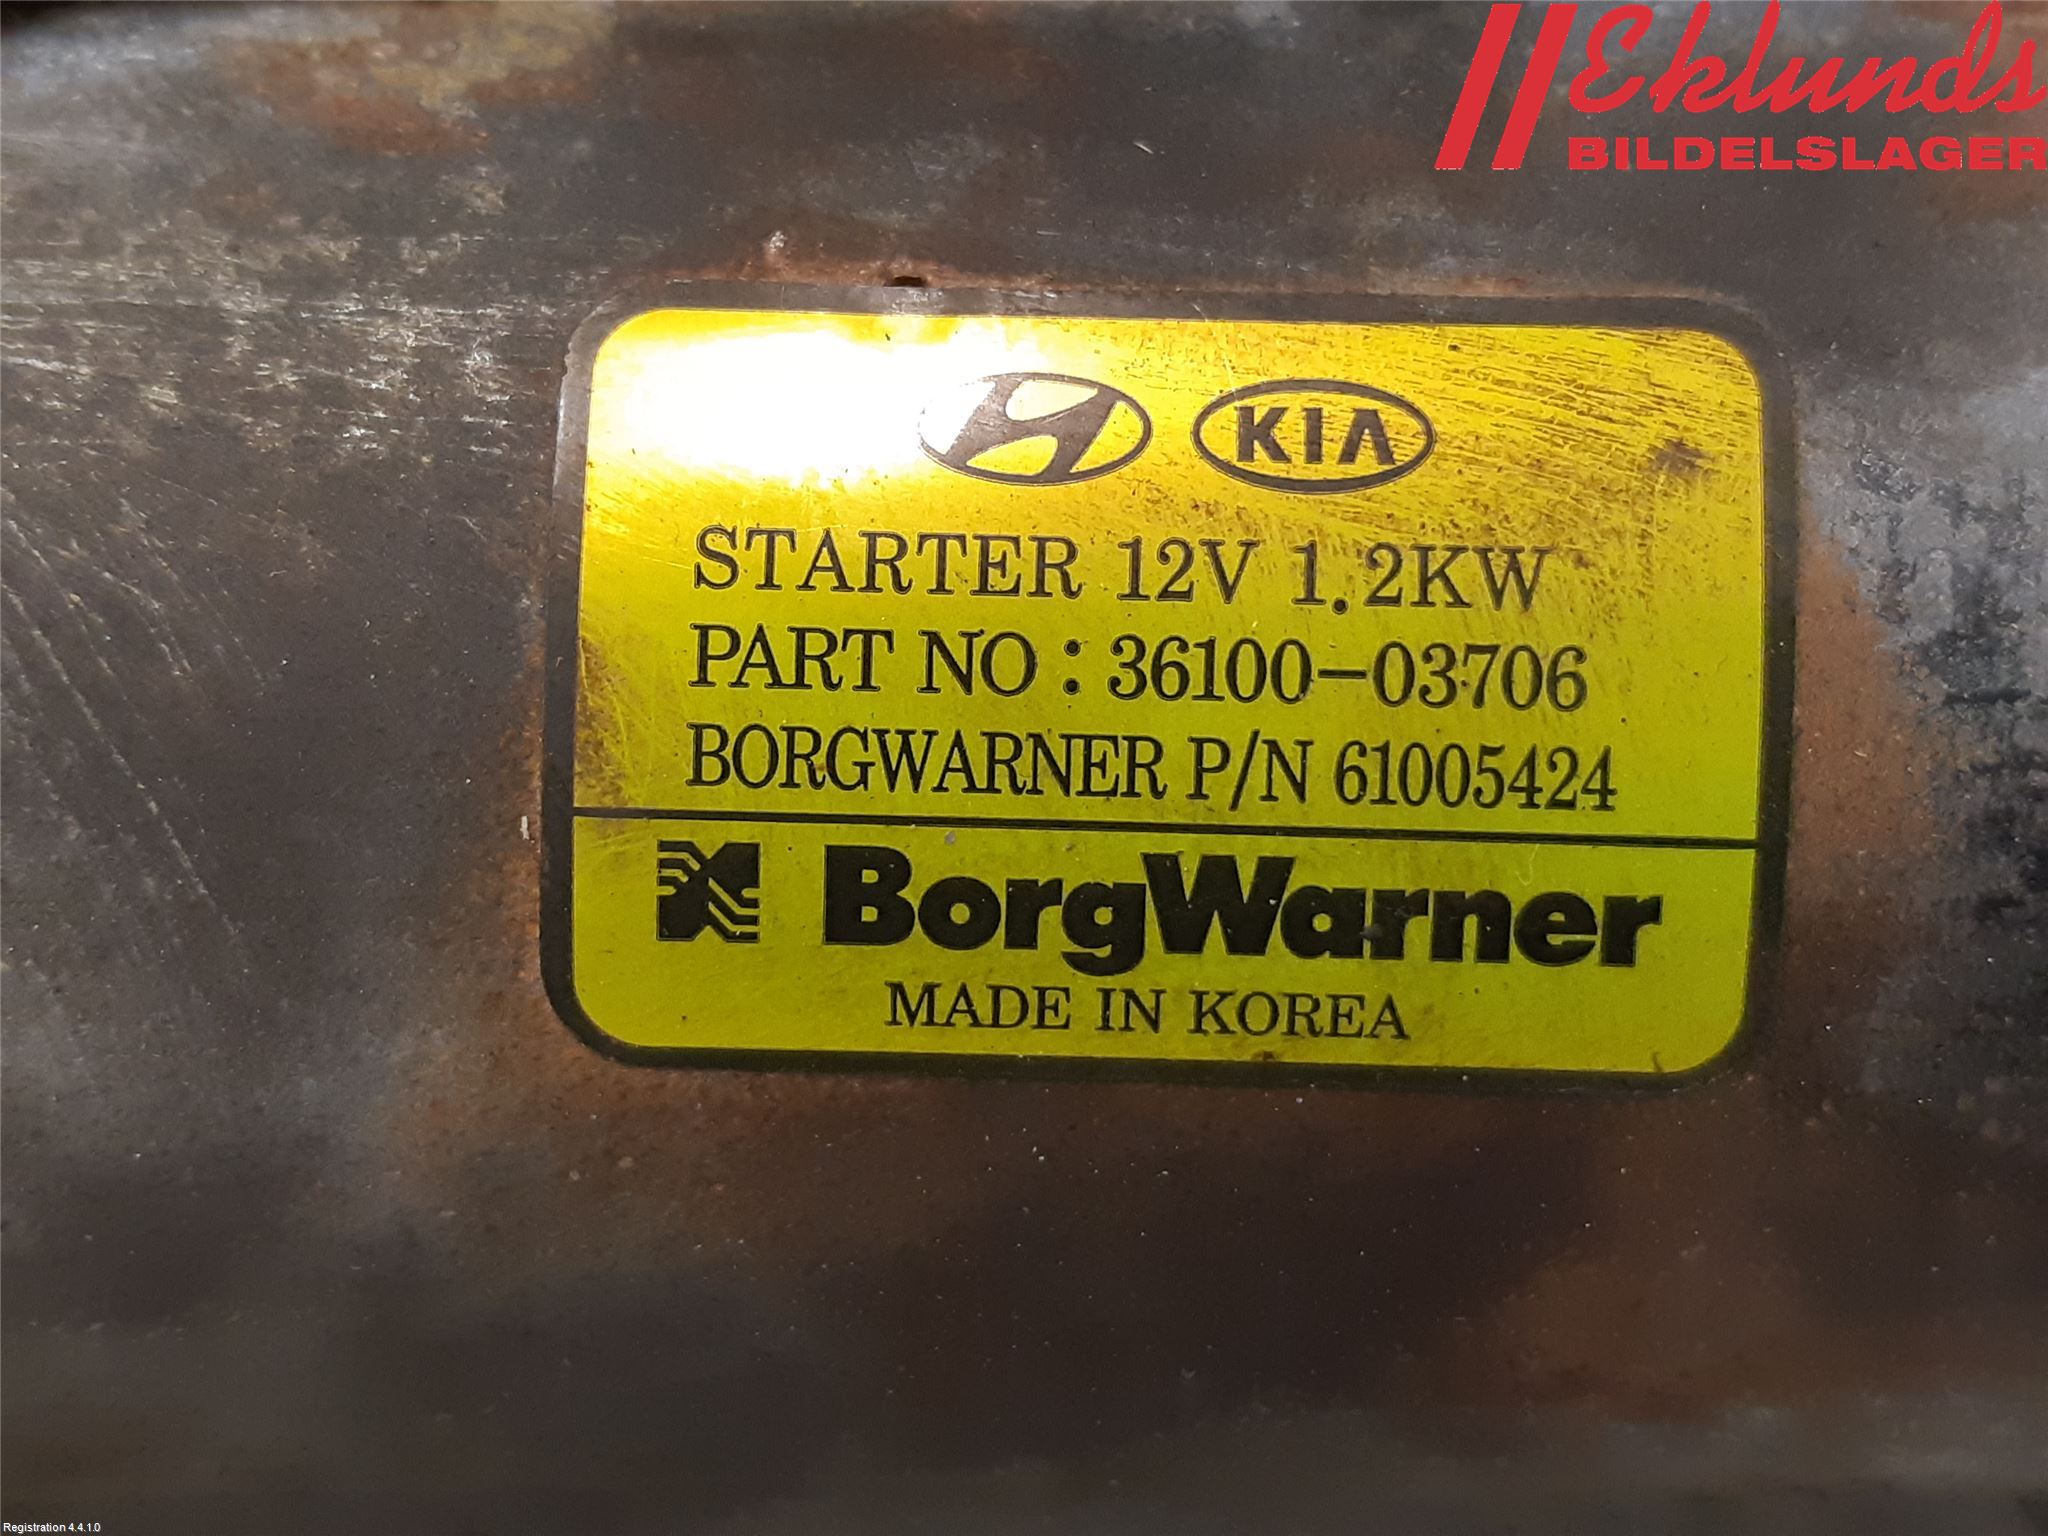 Eklunds
BILDELSLAGER
KIA
STARTER 12V 1.2KW
PART NO : 36100-03706
BORGWARNER P/N 61005424
BorgWarner
MADE IN KOREA
Registration 4.4.1.0